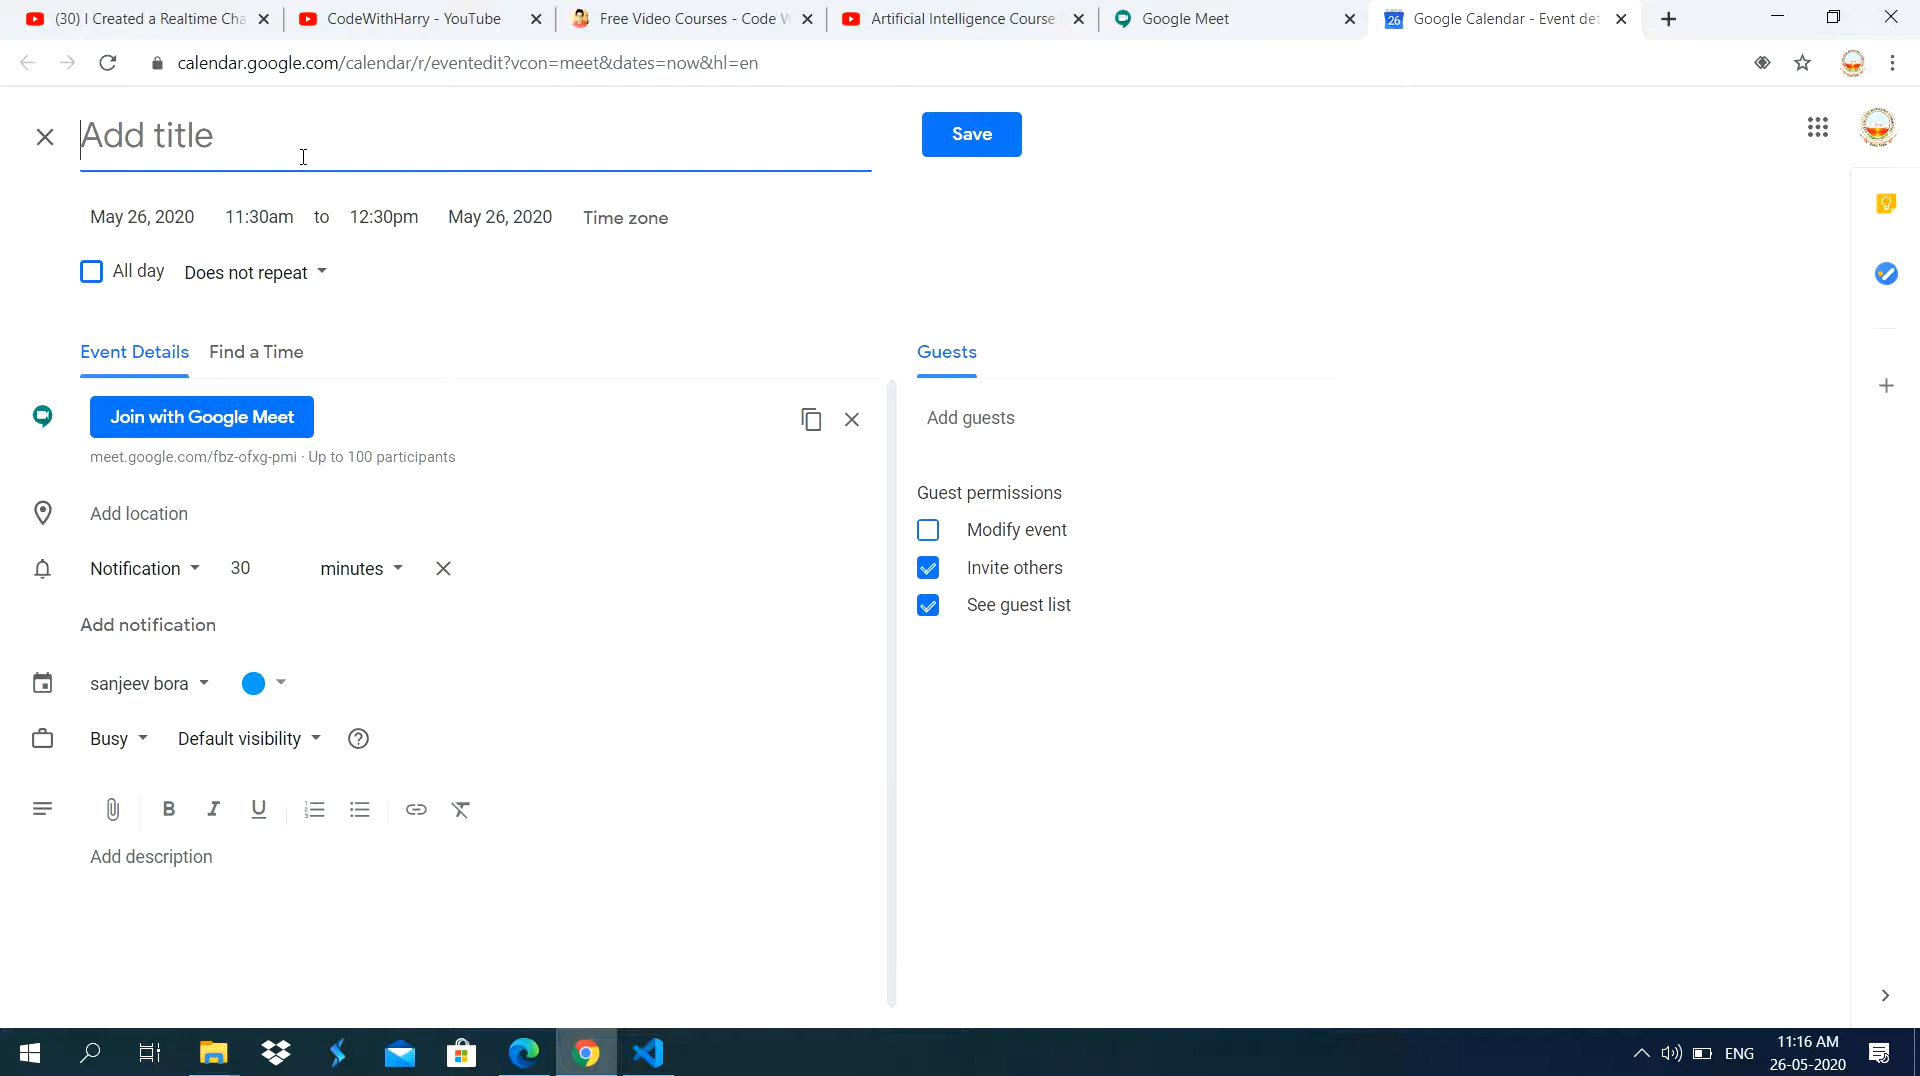 (30) I Created a Realtime Cha
CodeWithHarry - YouTube
Free Video Courses - Code W
Artificial Intelligence Course
Google Meet
26
Google Calendar - Event det
calendar.google.com/calendar/r/eventedit?vcon=meet&dates=now&hl=en
Add title
Save
May 26, 2020 11:30am to 12:30pm May 26, 2020 Time zone
All day Does not repeat
Event Details Find a Time
Guests
Join with Google Meet
Add guests
meet.google.com/fbz-ofxg-pmi · Up to 100 participants
Guest permissions
Add location
Modify event
Notification 30 minutes
Invite others
See guest list
Add notification
sanjeev bora
Busy Default visibility
B I U
Add description
ENG
11:16 AM
26-05-2020